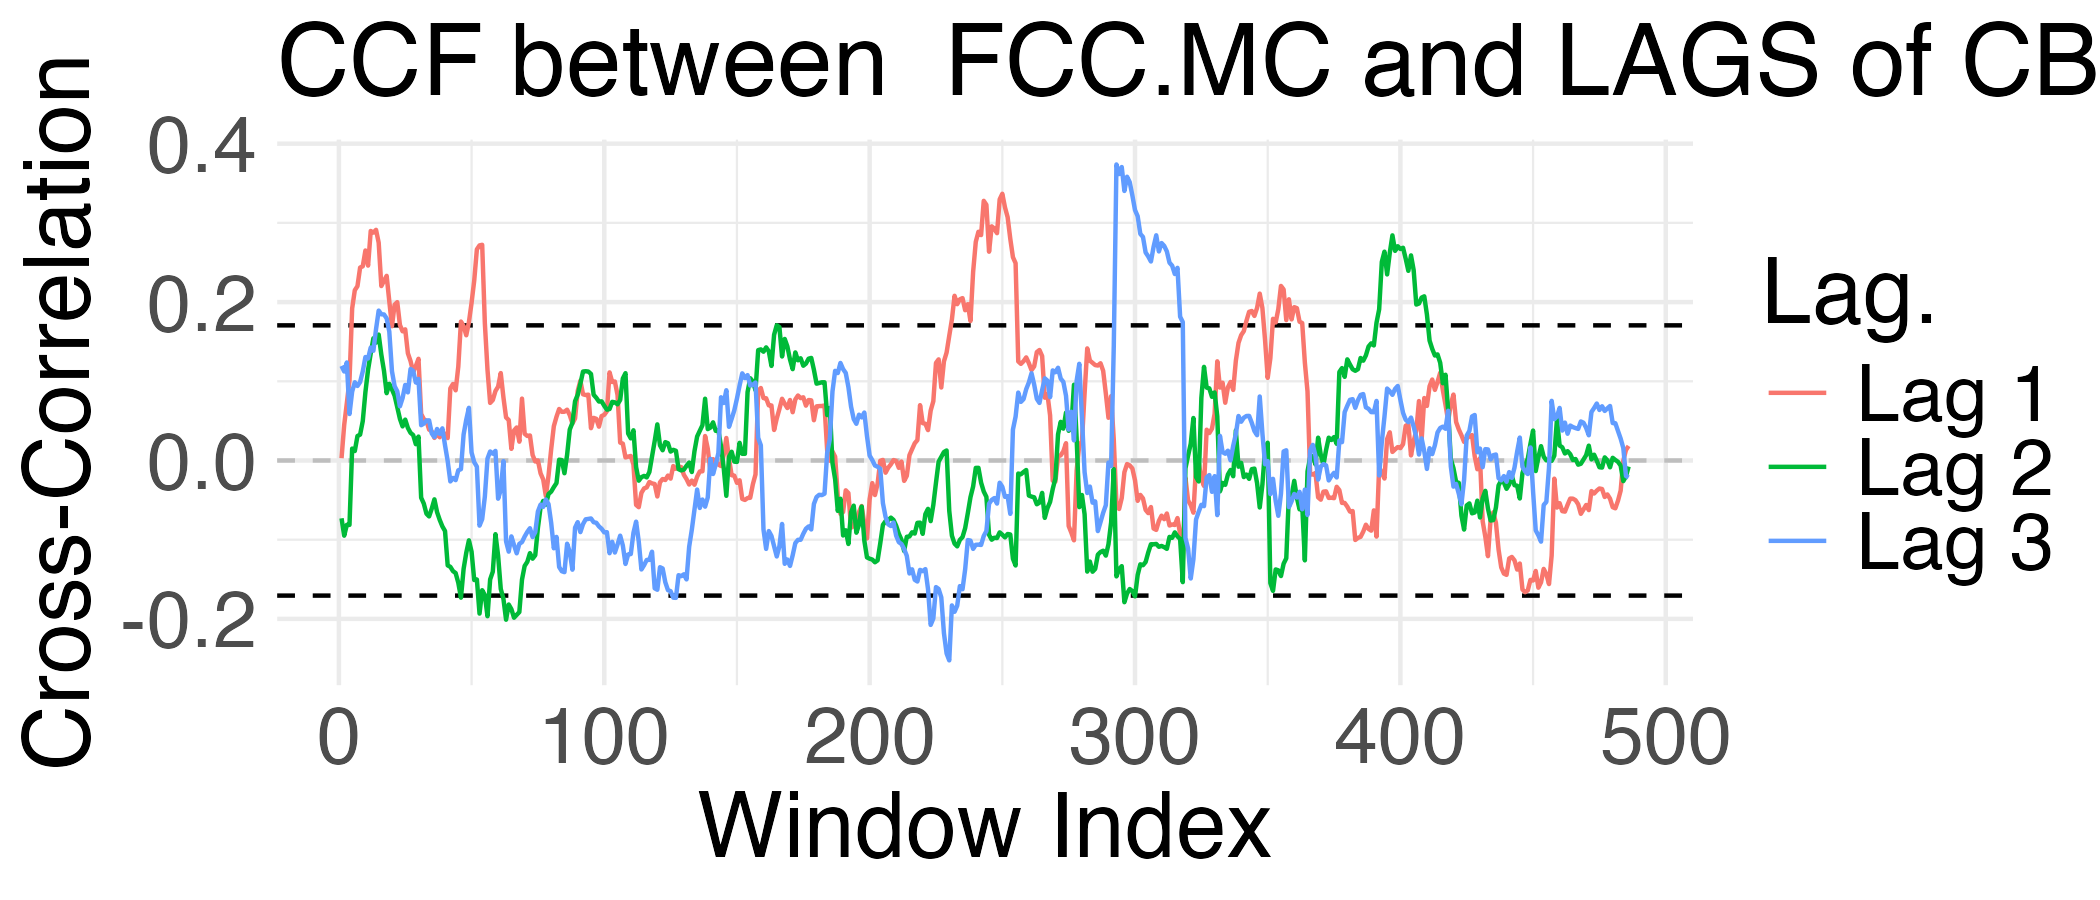 CCF between  FCC.MC and LAGS of CB
Cross-Correlation
0.4
0.2
0.0
-0.2
0 100 200 300 400 500
Window Index
Lag.
Lag 1
Lag 2
Lag 3